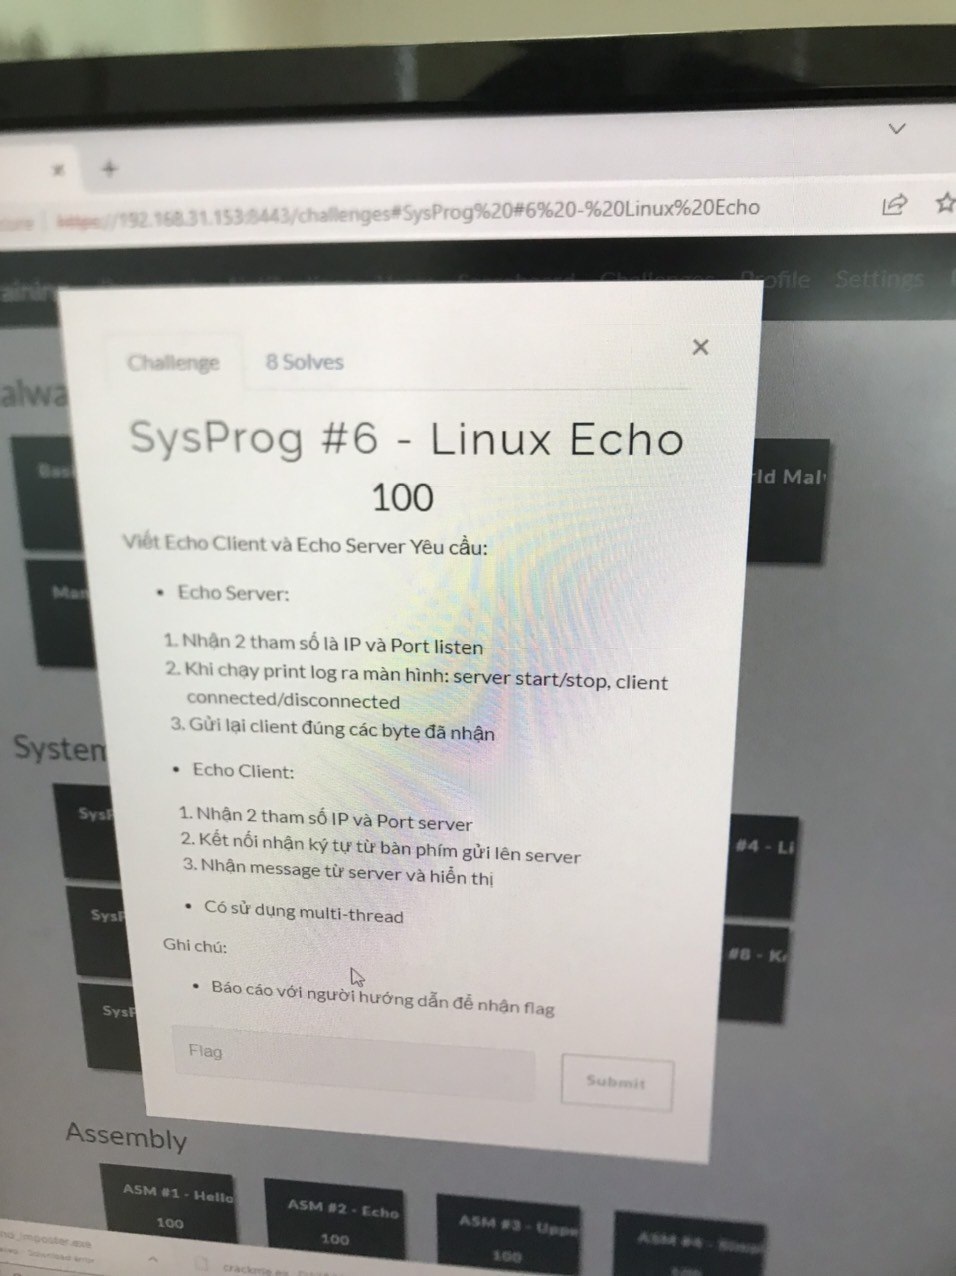 192.168.31.153:8443/challenges#SysProg%20#6%20-%20Linux%20Echo
Profile Settings
Challenge 8 Solves
SysProg #6 - Linux Echo
100
Viết Echo Client và Echo Server Yêu cầu:
• Echo Server:
1. Nhận 2 tham số là IP và Port listen
2. Khi chạy print log ra màn hình: server start/stop, client
connected/disconnected
3. Gửi lại client đúng các byte đã nhận
• Echo Client:
1. Nhận 2 tham số IP và Port server
2. Kết nối nhận ký tự từ bàn phím gửi lên server
3. Nhận message từ server và hiển thị
• Có sử dụng multi-thread
Ghi chú:
• Báo cáo với người hướng dẫn để nhận flag
Flag
Submit
System
#4 - Li
Assembly
ASM #1 - Hello
100
ASM #2 - Echo
100
ASM #3 - Uppe
100